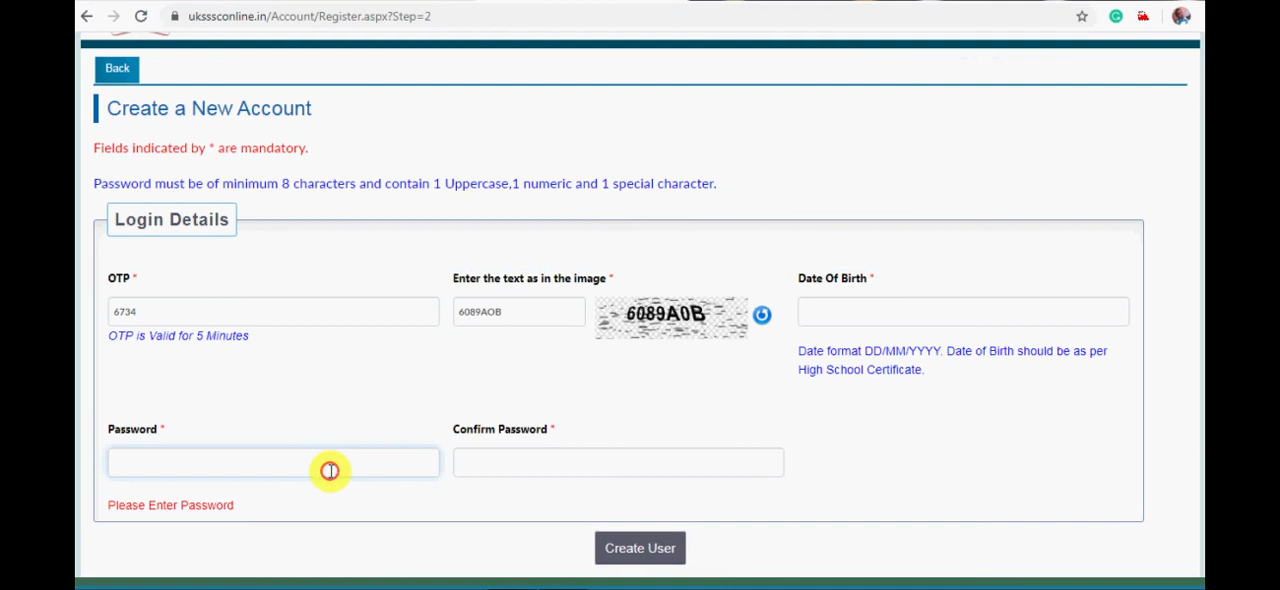 uksssconline.in/Account/Register.aspx?Step=2
Back
Create a New Account
Fields indicated by * are mandatory.
Password must be of minimum 8 characters and contain 1 Uppercase,1 numeric and 1 special character.
Login Details
OTP * Enter the text as in the image * Date Of Birth *
6734 6089AOB 6089A0B
OTP is Valid for 5 Minutes
Date format DD/MM/YYYY. Date of Birth should be as per
High School Certificate.
Password * Confirm Password *
Please Enter Password
Create User